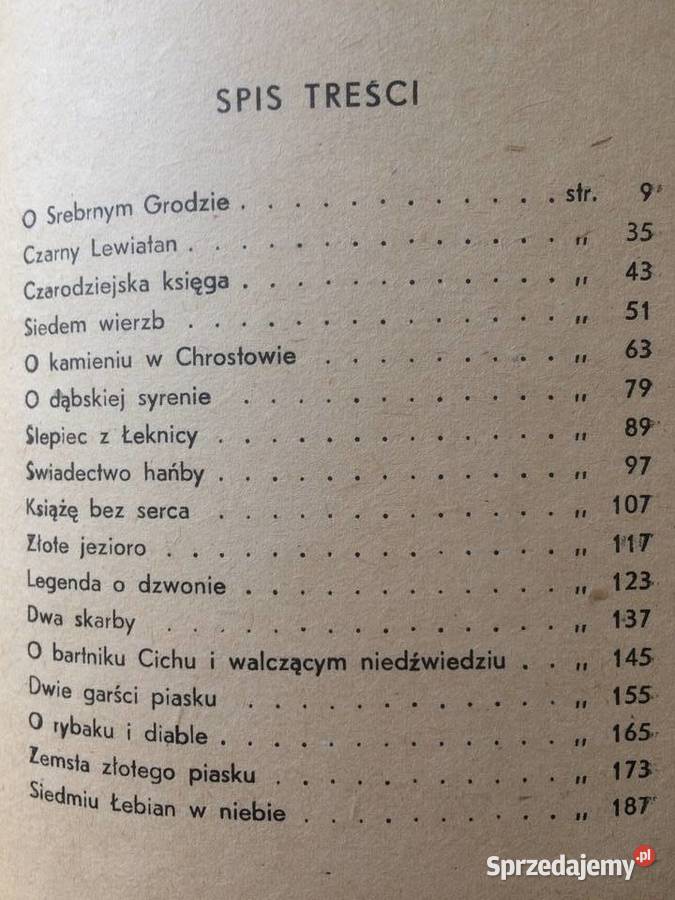 SPIS TREŚCI
O Srebrnym Grodzie . . . . . . . . . . . . . str. 9
Czarny Lewiatan . . . . . . . . . . . . . . . „ 35
Czarodziejska księga . . . . . . . . . . . . „ 43
Siedem wierzb . . . . . . . . . . . . . . . „ 51
O kamieniu w Chrostowie . . . . . . . . . „ 63
O dąbskiej syrenie . . . . . . . . . . . . „ 79
Ślepiec z Łeknicy . . . . . . . . . . . . . „ 89
Świadectwo hańby . . . . . . . . . . . . . „ 97
Książę bez serca . . . . . . . . . . . . . „ 107
Złote jezioro . . . . . . . . . . . . . . . „ 117
Legenda o dzwonie . . . . . . . . . . . . „ 123
Dwa skarby . . . . . . . . . . . . . . . „ 137
O bartniku Cichu i walczącym niedźwiedziu . . „ 145
Dwie garści piasku . . . . . . . . . . . . „ 155
O rybaku i diable . . . . . . . . . . . . . „ 165
Zemsta złotego piasku . . . . . . . . . . . „ 173
Siedmiu Łebian w niebie . . . . . . . . . . „ 187
Sprzedajemy.pl